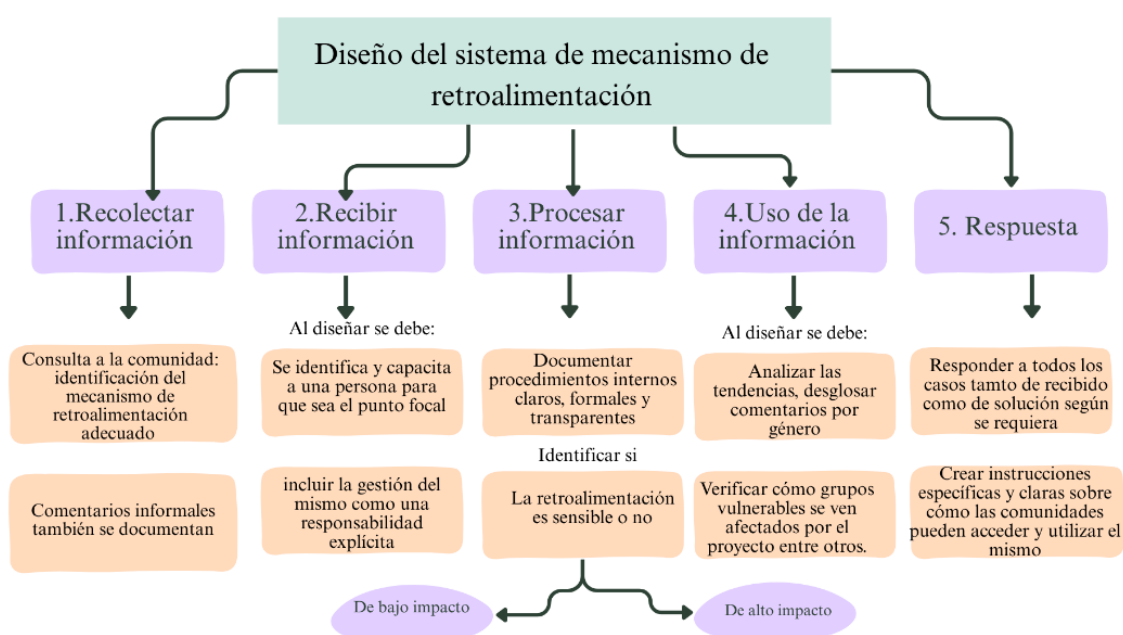 Diseño del sistema de mecanismo de
retroalimentación
1.Recolectar
información
2.Recibir
información
3.Procesar
información
4.Uso de la
información
5. Respuesta
Consulta a la comunidad:
identificación del
mecanismo de
retroalimentación
adecuado
Comentarios informales
también se documentan
Al diseñar se debe:
Se identifica y capacita
a una persona para
que sea el punto focal
incluir la gestión del
mismo como una
responsabilidad
explícita
Documentar
procedimientos internos
claros, formales y
transparentes
Identificar si
La retroalimentación
es sensible o no
De bajo impacto
De alto impacto
Al diseñar se debe:
Analizar las
tendencias, desglosar
comentarios por
género
Verificar cómo grupos
vulnerables se ven
afectados por el
proyecto entre otros.
Responder a todos los
casos tamto de recibido
como de solución según
se requiera
Crear instrucciones
específicas y claras sobre
cómo las comunidades
pueden acceder y utilizar el
mismo